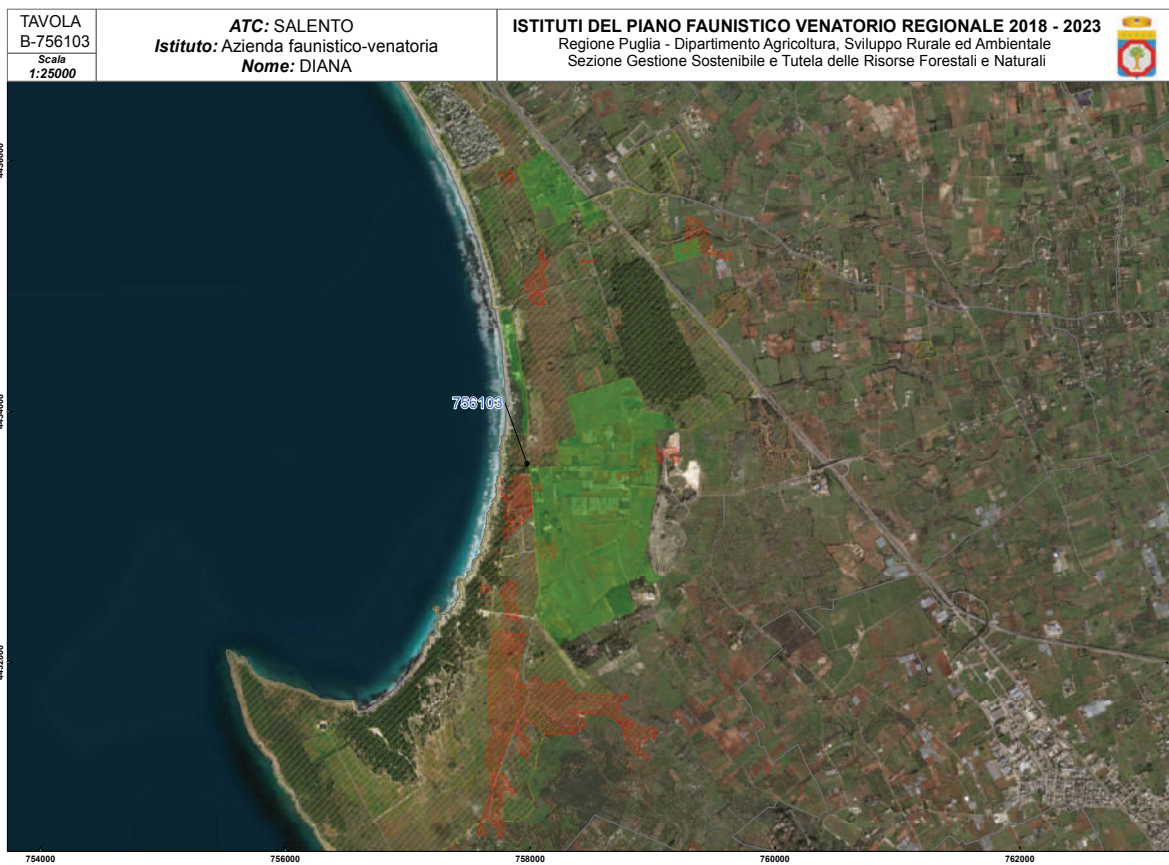 TAVOLA
B-756103
Scala
1:25000
ATC: SALENTO
Istituto: Azienda faunistico-venatoria
Nome: DIANA
ISTITUTI DEL PIANO FAUNISTICO VENATORIO REGIONALE 2018 - 2023
Regione Puglia - Dipartimento Agricoltura, Sviluppo Rurale ed Ambientale
Sezione Gestione Sostenibile e Tutela delle Risorse Forestali e Naturali
756103
4432000
754000
756000
758000
760000
762000